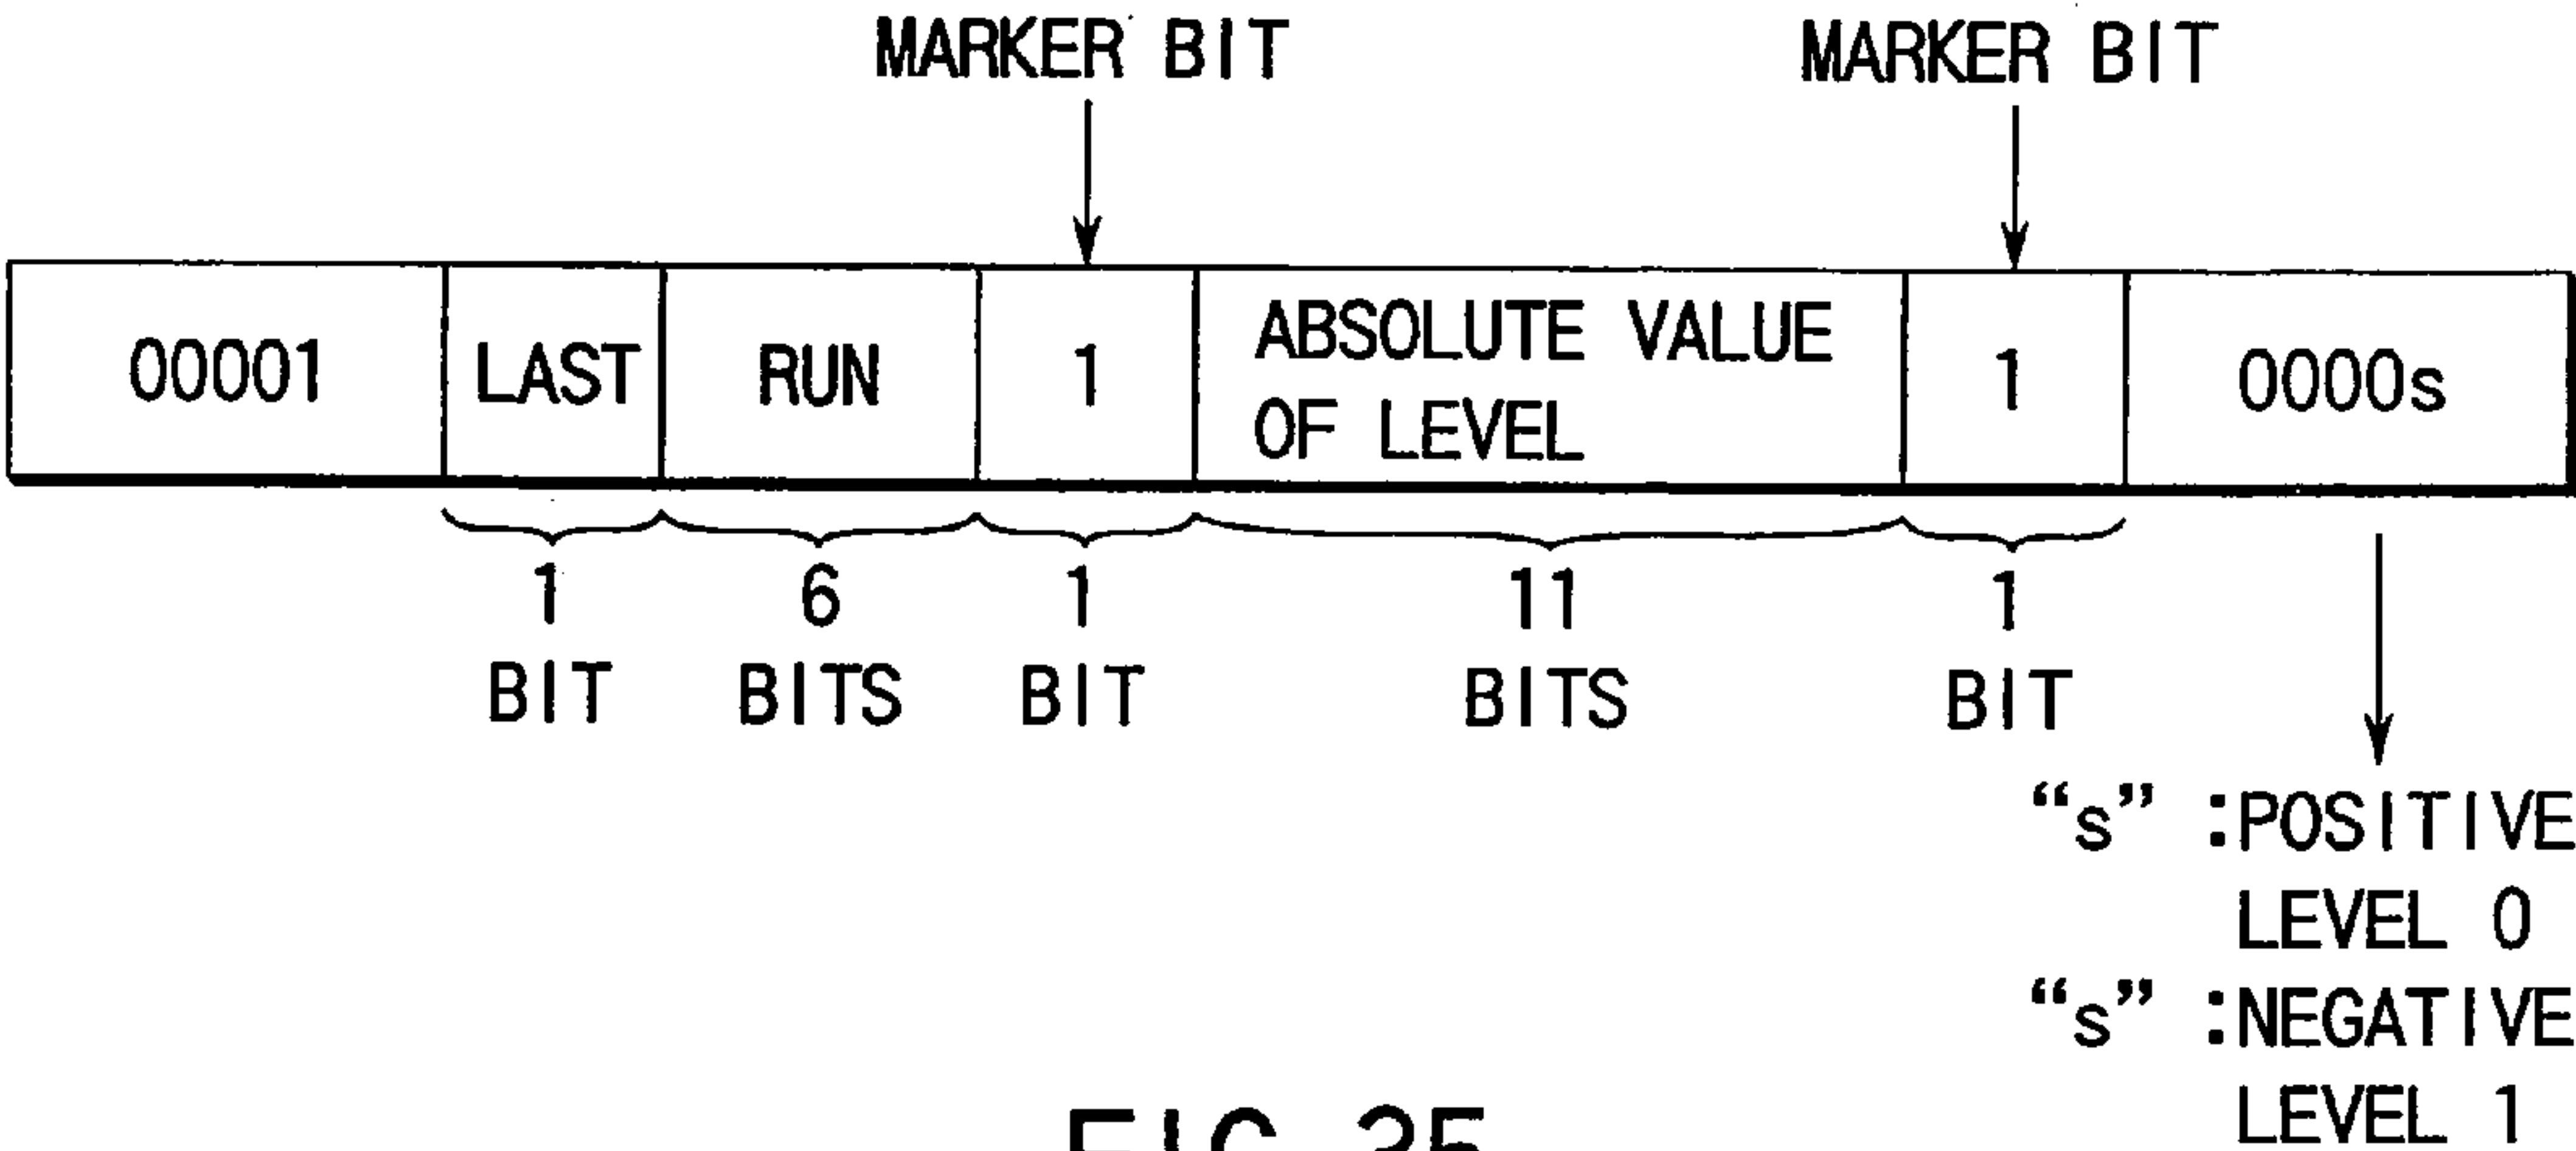 MARKER BIT MARKER BIT
00001 LAST RUN 1 ABSOLUTE VALUE OF LEVEL 1 0000s
1 BIT 6 BITS 1 BIT 11 BITS 1 BIT
“s” :POSITIVE
LEVEL 0
“s” :NEGATIVE
LEVEL 1